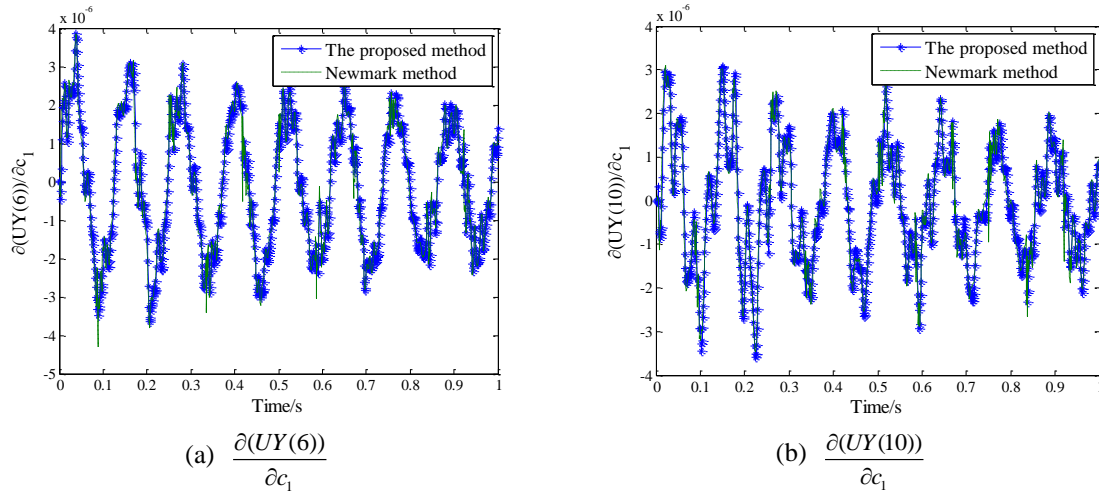 x 10⁻⁶
4
3
2
1
0
-1
-2
-3
-4
-5
∂(UY(6))/∂c₁
The proposed method
Newmark method
0 0.1 0.2 0.3 0.4 0.5 0.6 0.7 0.8 0.9 1
Time/s
(a) ∂(UY(6))
∂c₁
x 10⁻⁶
4
3
2
1
0
-1
-2
-3
-4
∂(UY(10))/∂c₁
The proposed method
Newmark method
0 0.1 0.2 0.3 0.4 0.5 0.6 0.7 0.8 0.9 1
Time/s
(b) ∂(UY(10))
∂c₁